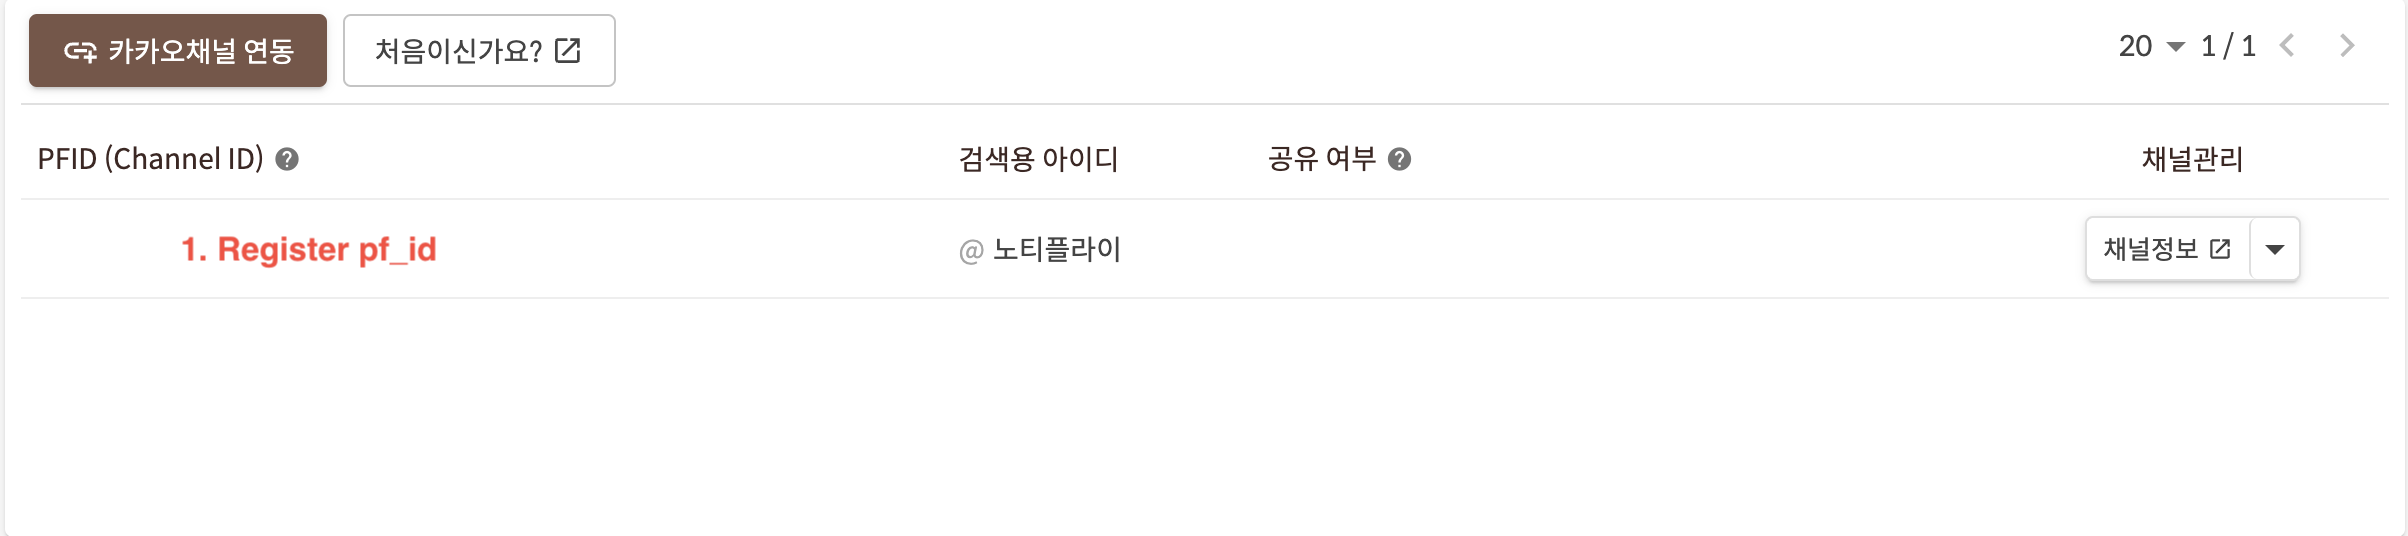 카카오채널 연동 처음이신가요? 20 1 / 1
PFID (Channel ID) 검색용 아이디 공유 여부 채널관리
1. Register pf_id @ 노티플라이 채널정보